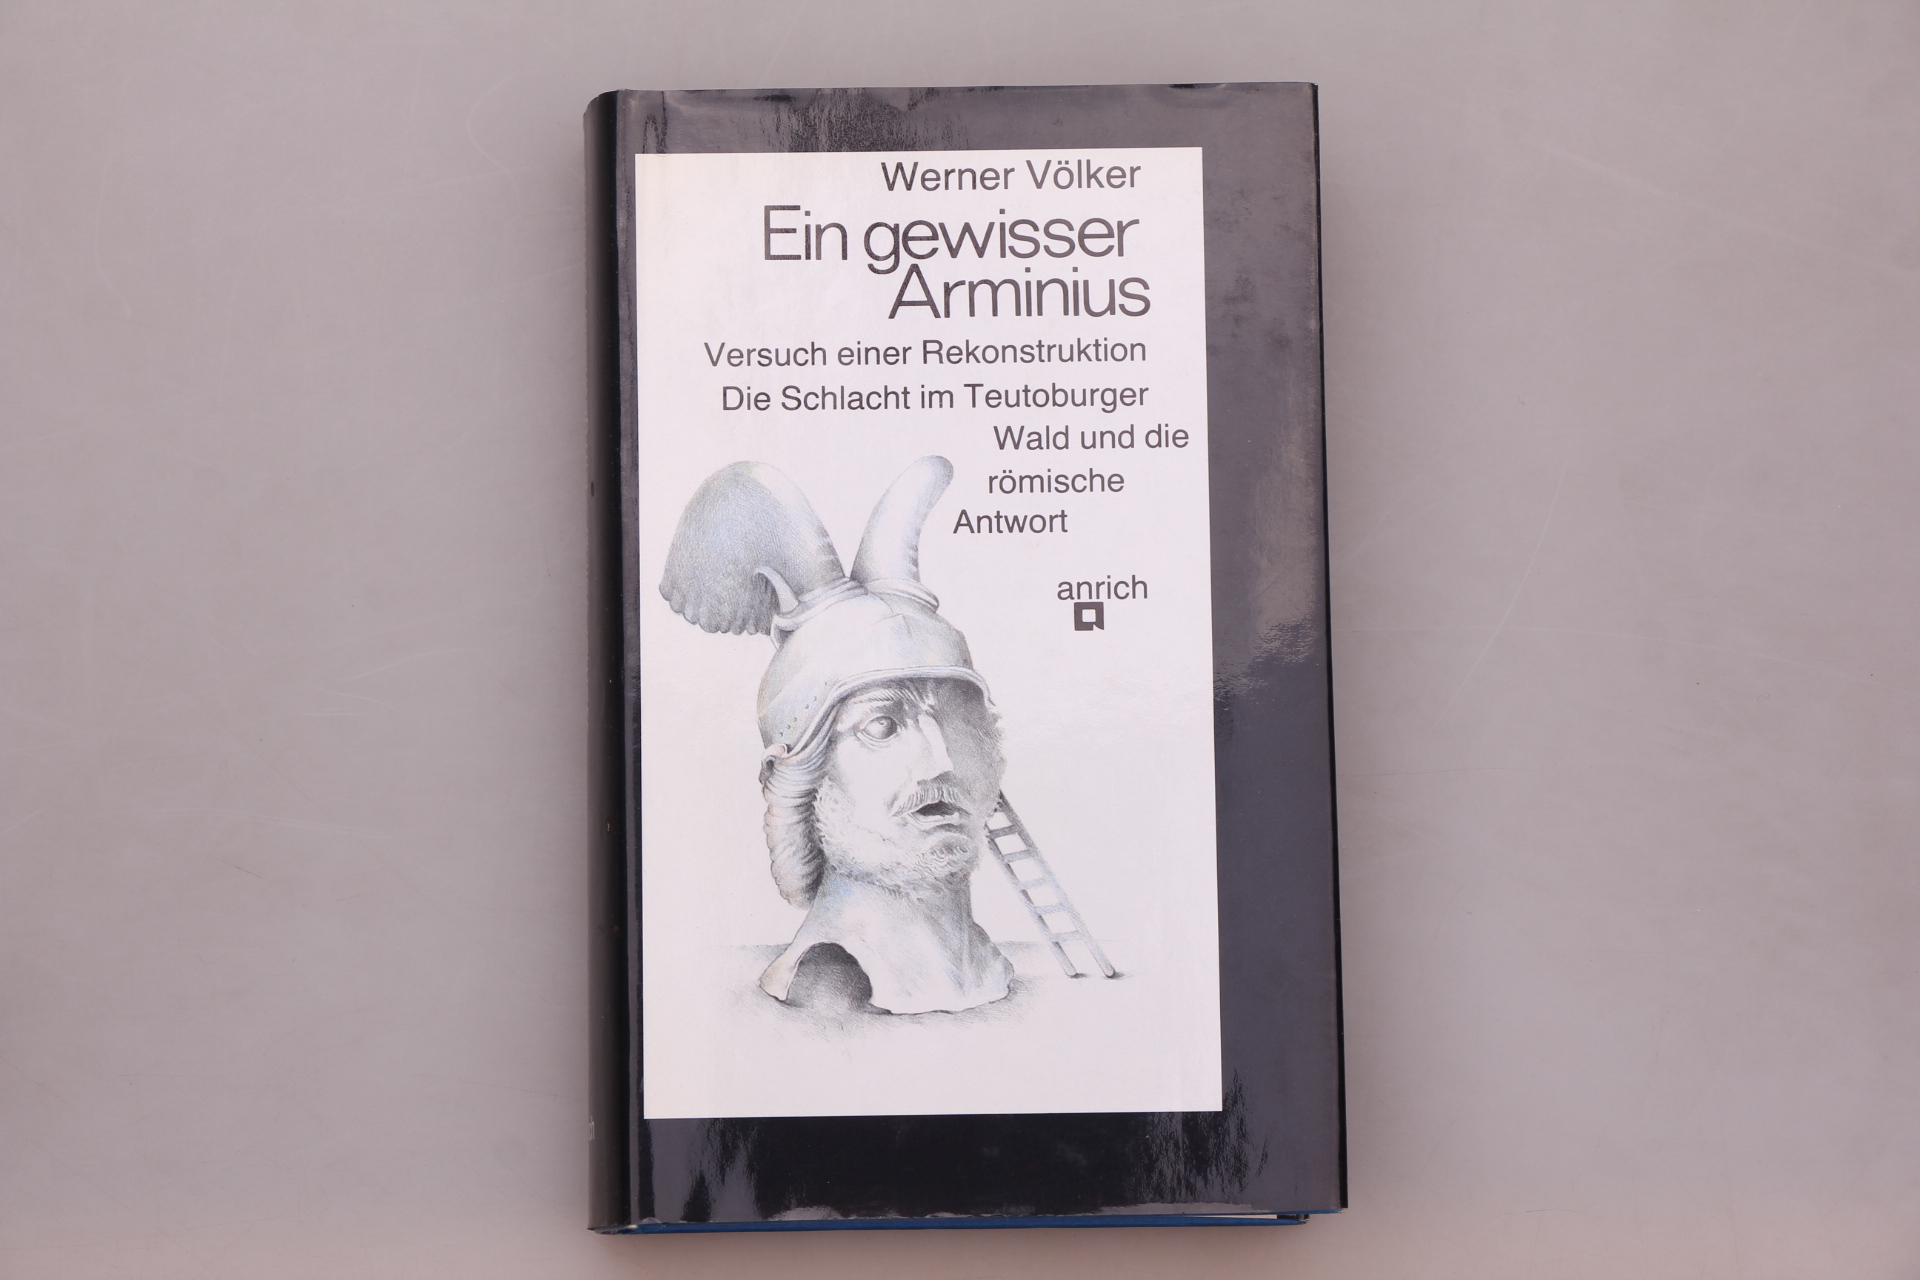 Werner Völker
Ein gewisser
Arminius
Versuch einer Rekonstruktion
Die Schlacht im Teutoburger
Wald und die
römische
Antwort
anrich